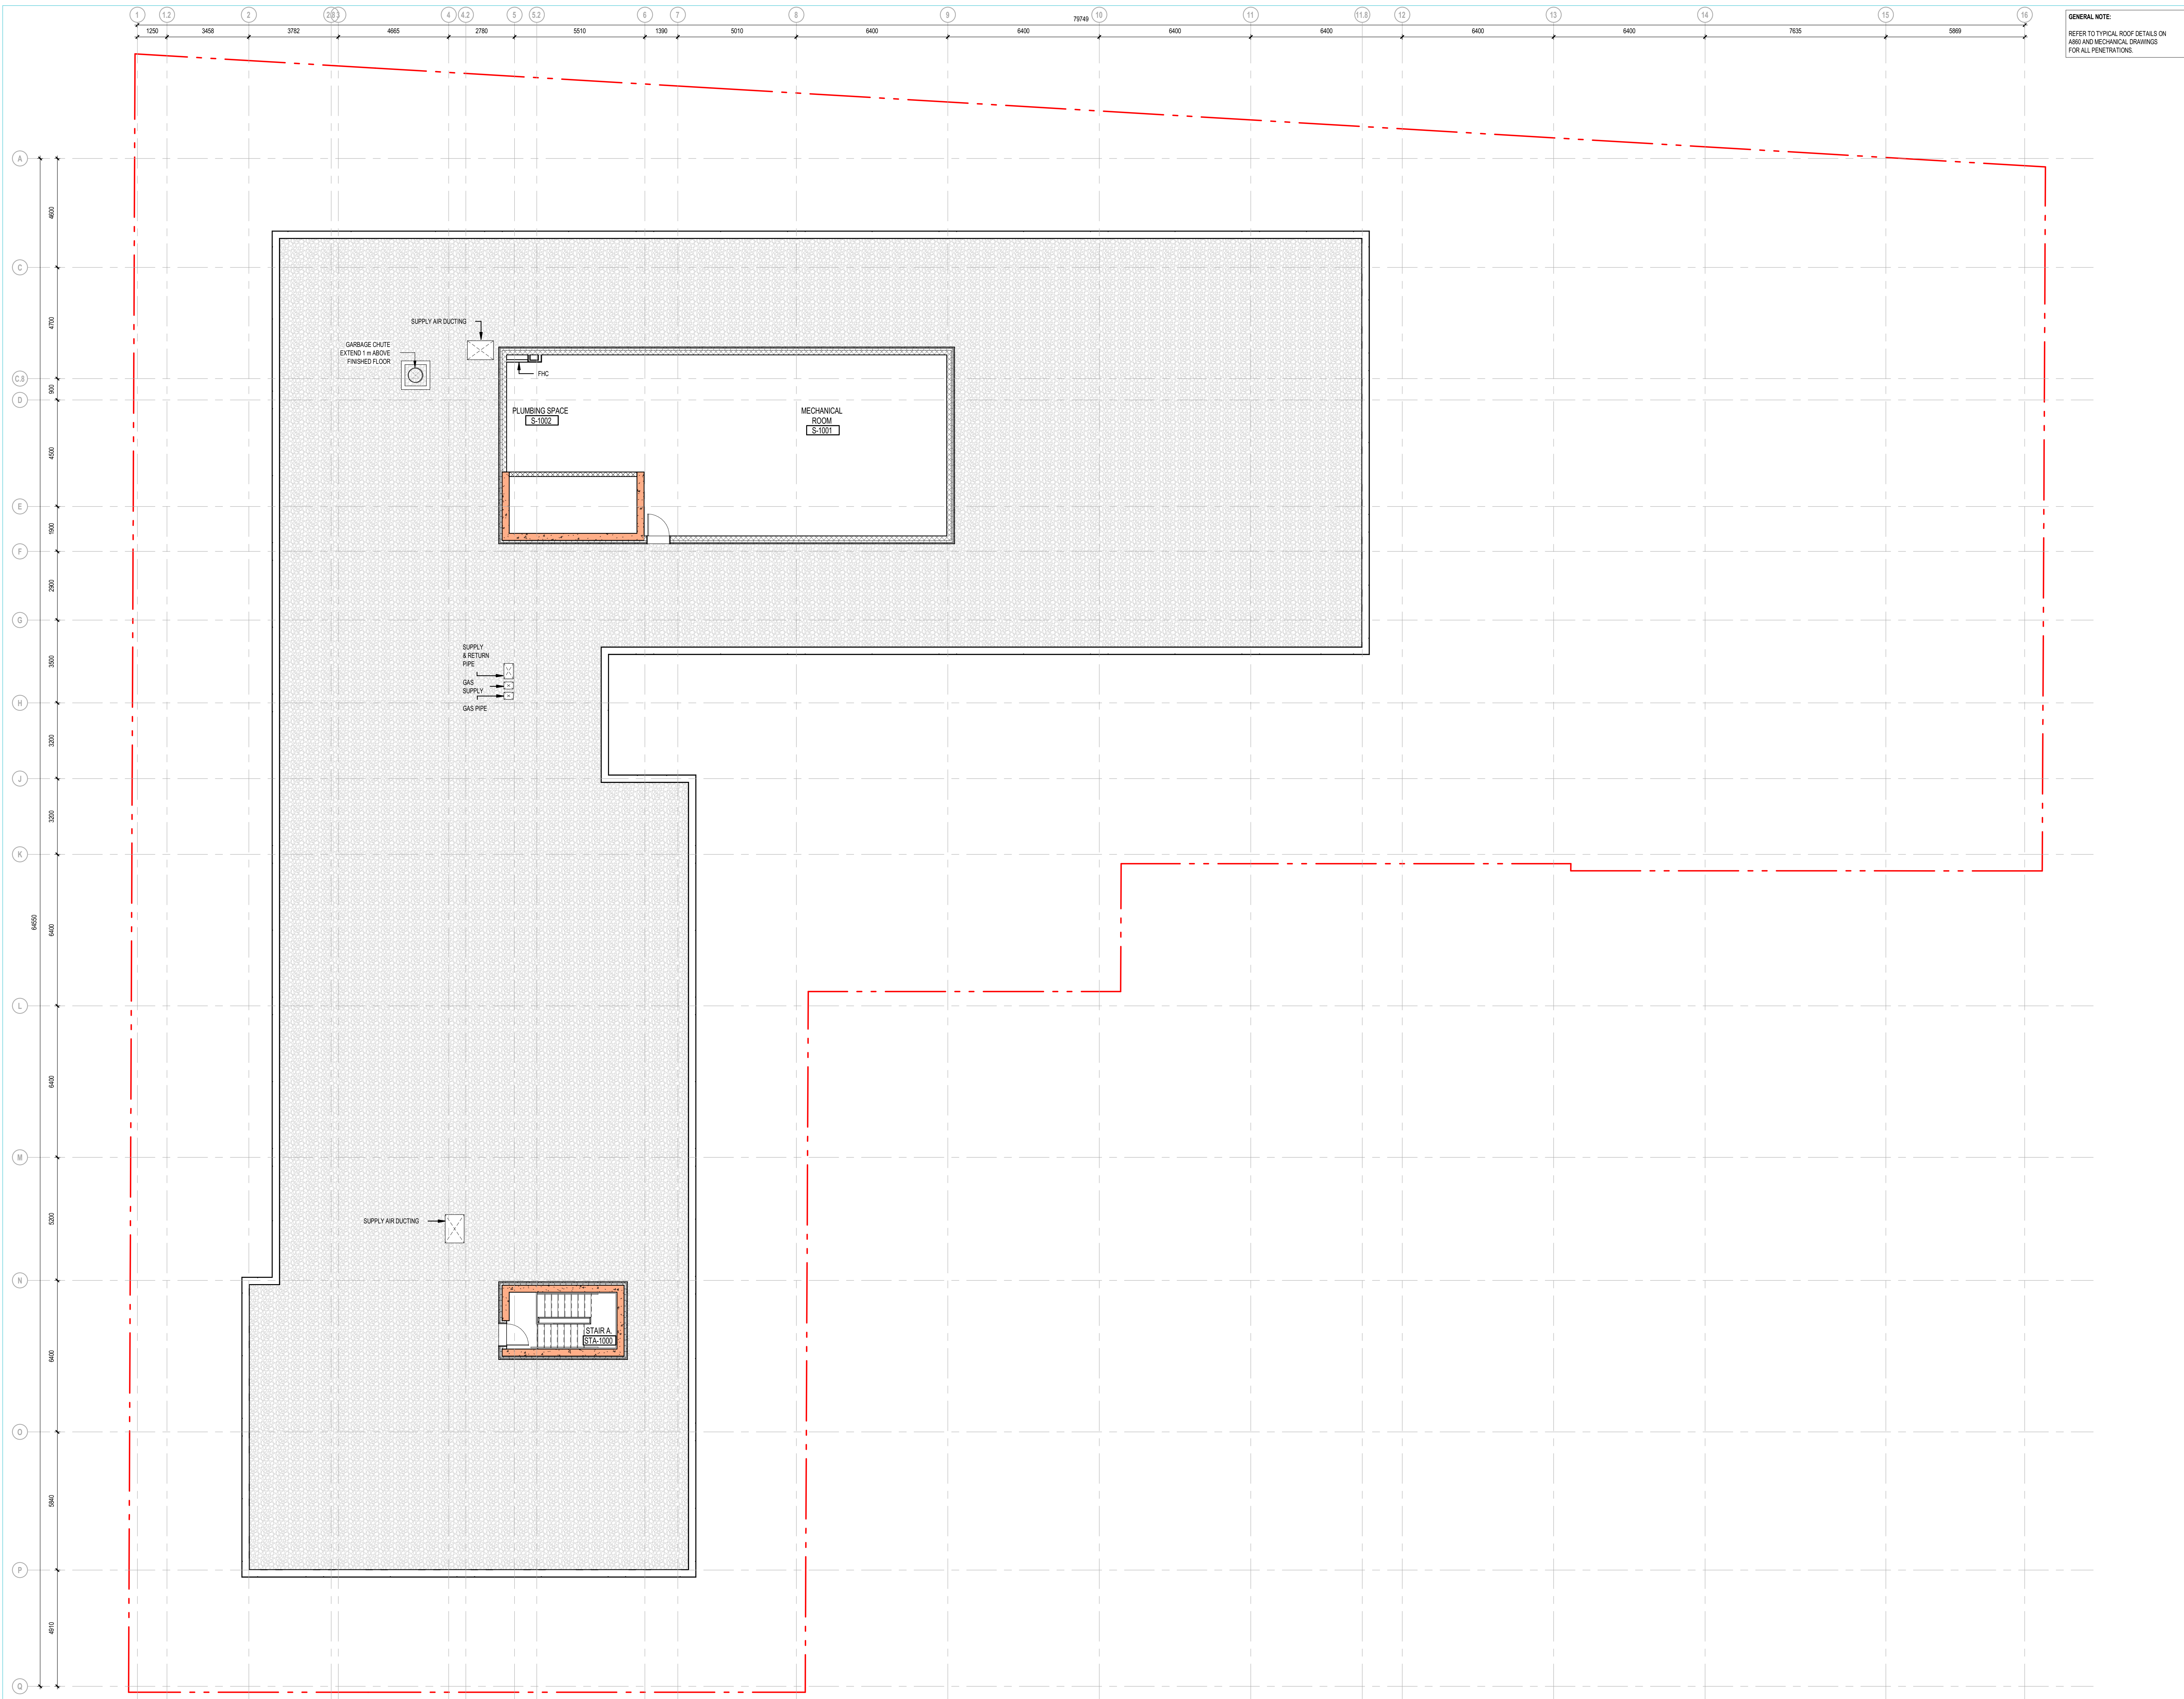 1 1.2 2 2.8 3 4 4.2 5 5.2 6 7 8 9 10 11 11.8 12 13 14 15 16
79749
1250 3458 3782 4665 2780 5510 1390 5010 6400 6400 6400 6400 6400 6400 7635 5869
GENERAL NOTE:
REFER TO TYPICAL ROOF DETAILS ON
A860 AND MECHANICAL DRAWINGS
FOR ALL PENETRATIONS.
A
4600
C
4700
C.8
900
D
4500
E
1900
F
2900
G
3500
H
3200
J
3200
K
6400
64550
L
6400
M
5200
N
6400
O
5840
P
4910
Q
SUPPLY AIR DUCTING
GARBAGE CHUTE
EXTEND 1 m ABOVE
FINISHED FLOOR
FHC
PLUMBING SPACE
S-1002
MECHANICAL
ROOM
S-1001
SUPPLY
& RETURN
PIPE
GAS
SUPPLY
GAS PIPE
SUPPLY AIR DUCTING
STAIR A.
STA-1000